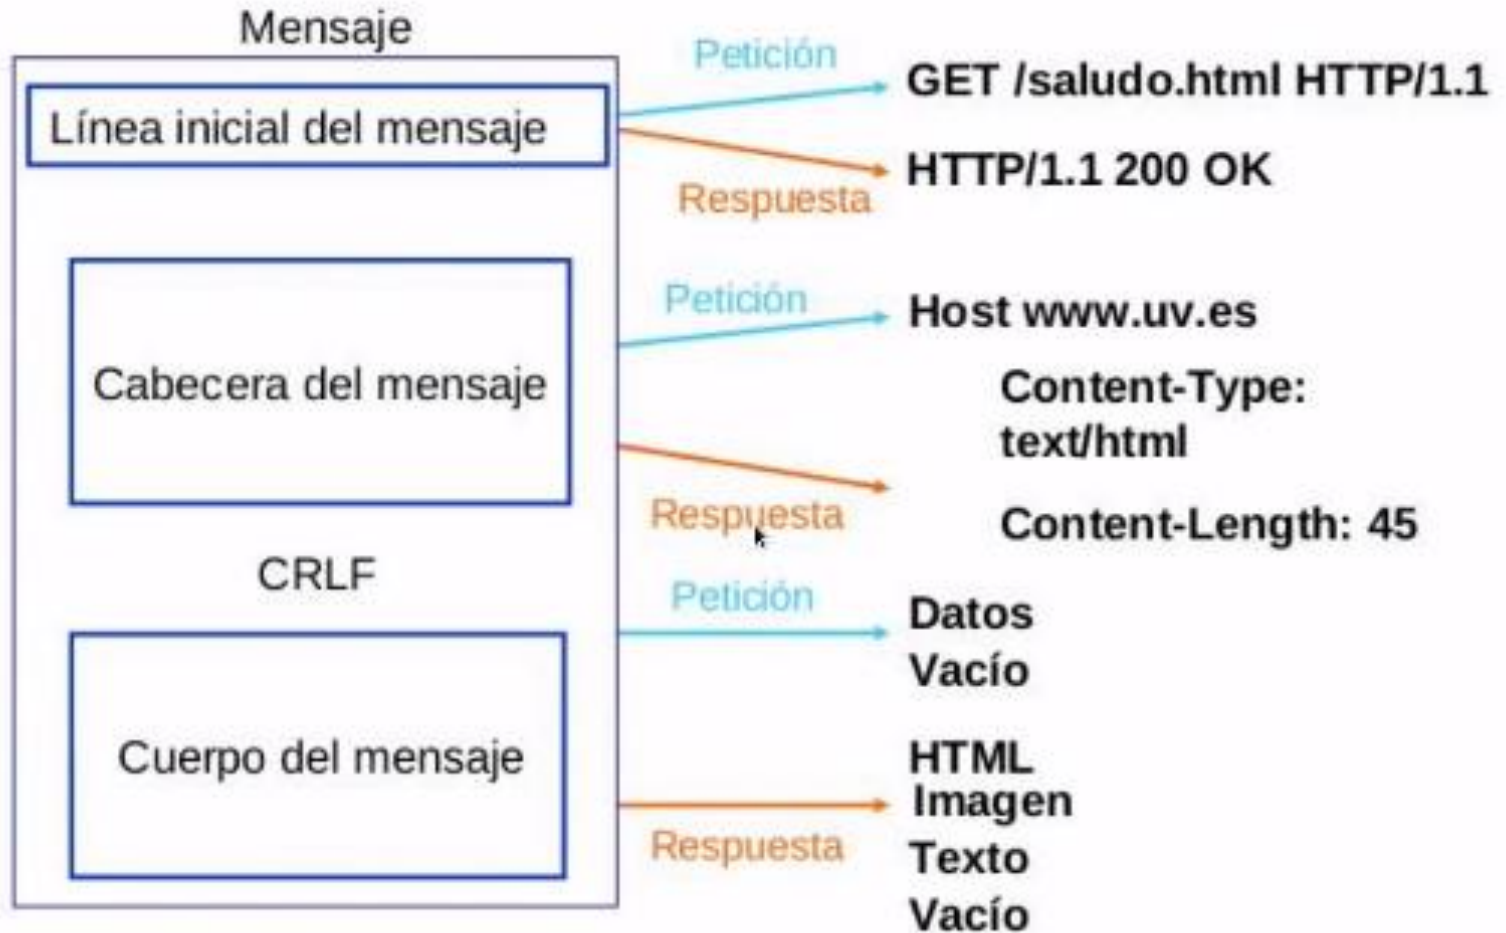 Mensaje
Línea inicial del mensaje
Petición
GET /saludo.html HTTP/1.1
Respuesta
HTTP/1.1 200 OK
Cabecera del mensaje
Petición
Host www.uv.es
Respuesta
Content-Type:
text/html
Content-Length: 45
CRLF
Cuerpo del mensaje
Petición
Datos
Vacío
Respuesta
HTML
Imagen
Texto
Vacío